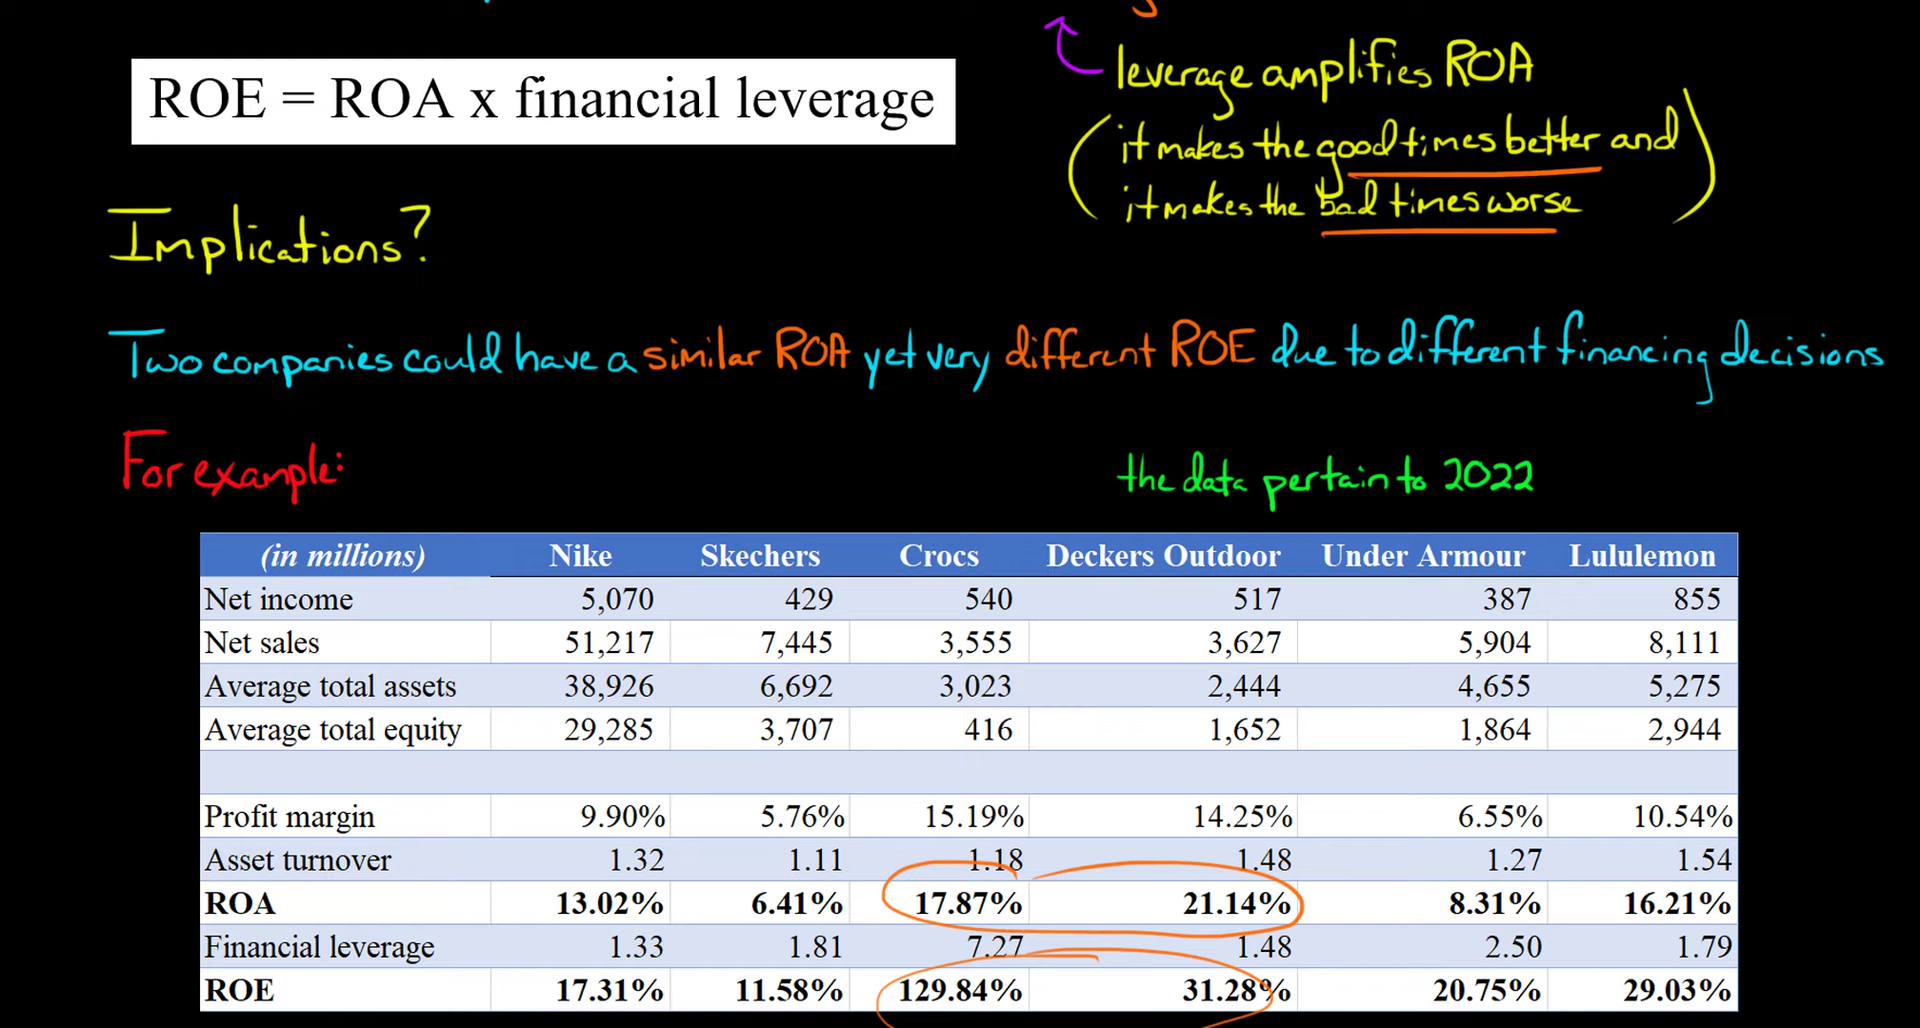 ROE = ROA x financial leverage
leverage amplifies ROA
(it makes the good times better and
it makes the bad times worse)
Implications?
Two companies could have a similar ROA yet very different ROE due to different financing decisions
For example:
the data pertain to 2022
(in millions) Nike Skechers Crocs Deckers Outdoor Under Armour Lululemon
Net income 5,070 429 540 517 387 855
Net sales 51,217 7,445 3,555 3,627 5,904 8,111
Average total assets 38,926 6,692 3,023 2,444 4,655 5,275
Average total equity 29,285 3,707 416 1,652 1,864 2,944
Profit margin 9.90% 5.76% 15.19% 14.25% 6.55% 10.54%
Asset turnover 1.32 1.11 1.18 1.48 1.27 1.54
ROA 13.02% 6.41% 17.87% 21.14% 8.31% 16.21%
Financial leverage 1.33 1.81 7.27 1.48 2.50 1.79
ROE 17.31% 11.58% 129.84% 31.28% 20.75% 29.03%